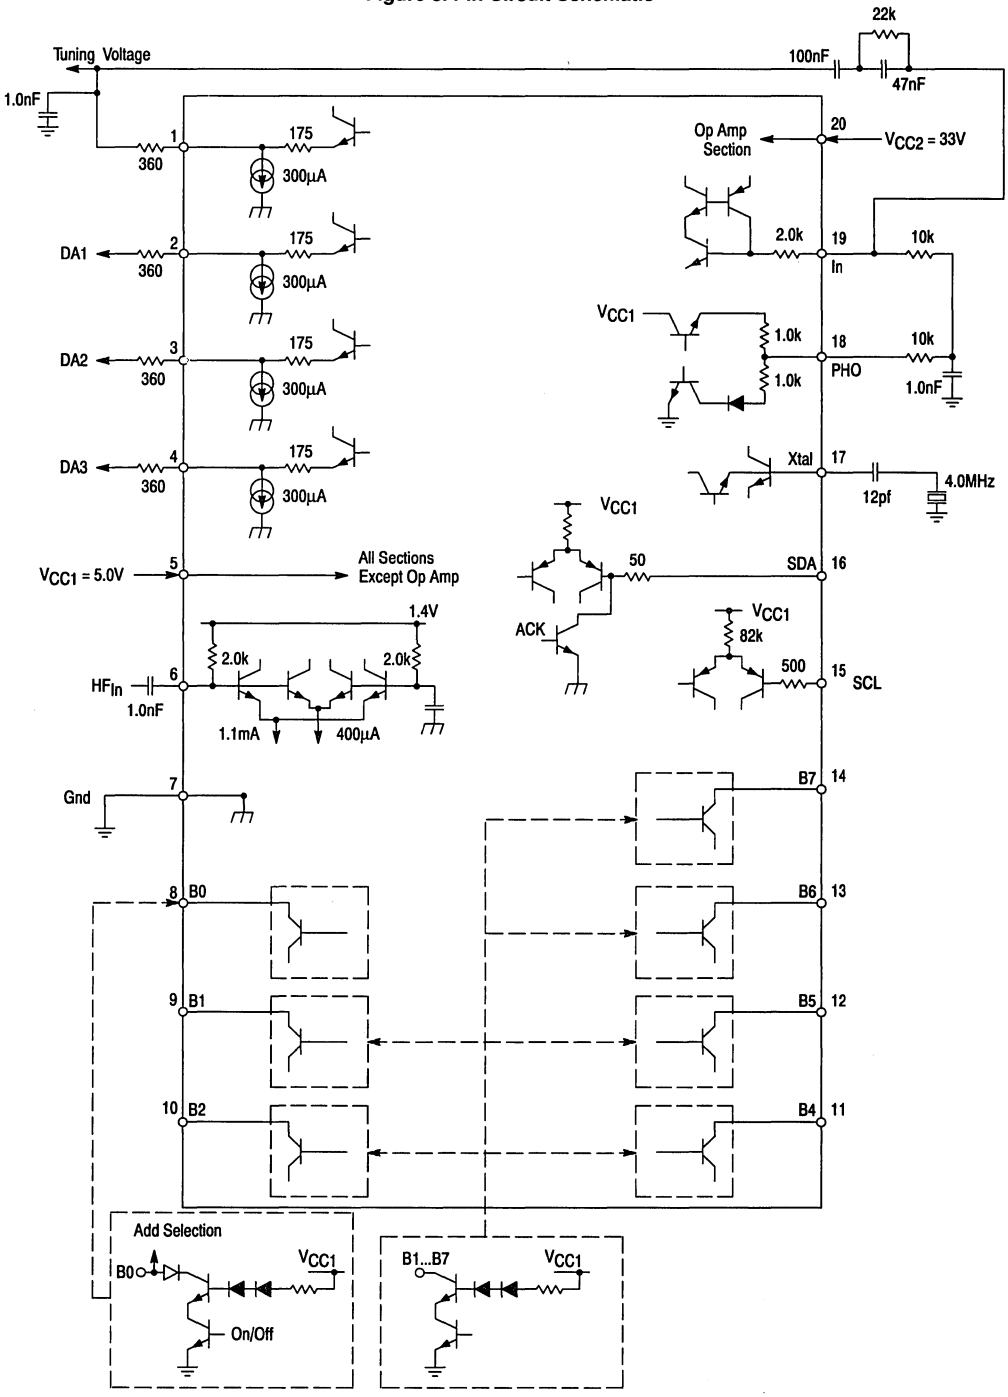 22k
Tuning Voltage
100nF
47nF
1.0nF
1
175
360
300μA
Op Amp
Section
20
VCC2 = 33V
DA1
2
175
360
300μA
2.0k
19
In
10k
DA2
3
175
360
300μA
VCC1
1.0k
1.0k
18
PHO
10k
1.0nF
DA3
4
175
360
300μA
Xtal
17
12pf
4.0MHz
VCC1 = 5.0V
5
All Sections
Except Op Amp
VCC1
50
SDA
16
ACK
1.4V
2.0k
2.0k
HFIn
6
1.0nF
1.1mA
400μA
VCC1
82k
500
15
SCL
Gnd
7
B7
14
8
B0
B6
13
9
B1
B5
12
10
B2
B4
11
Add Selection
B0
VCC1
On/Off
B1...B7
VCC1